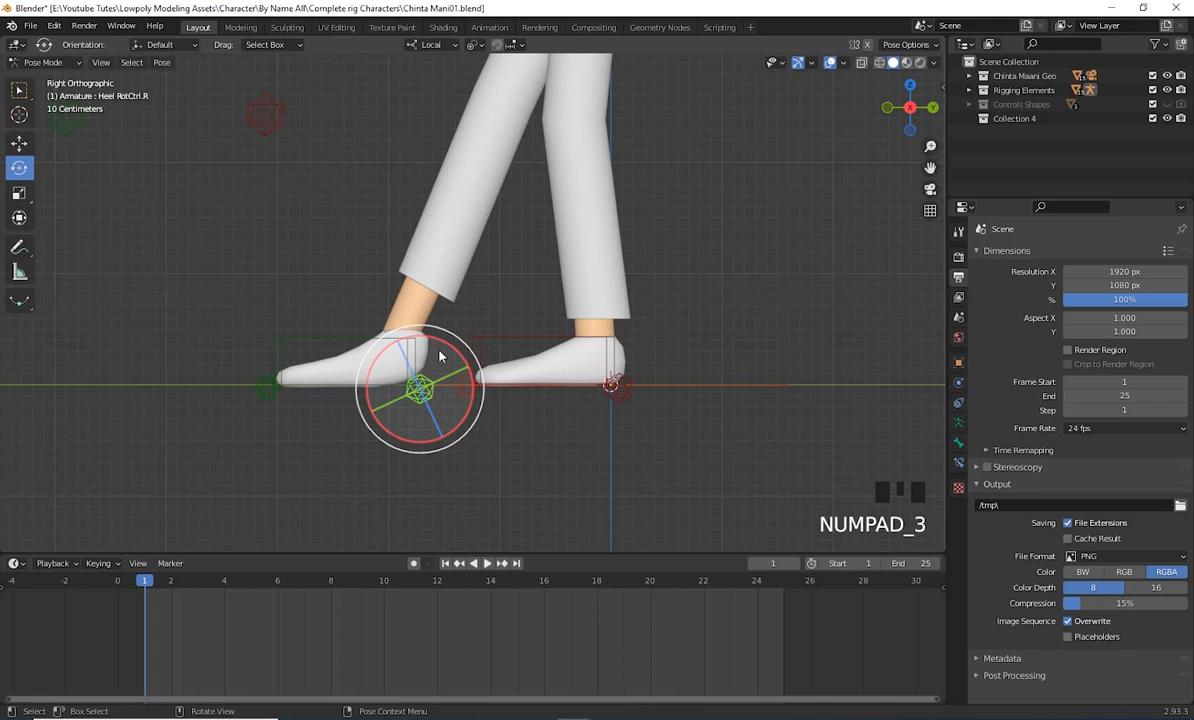 Blender* [E:\Youtube Tutes\Lowpoly Modeling Assets\Character\By Name All\Complete rig Characters\Chinta Mani01.blend]
File Edit Render Window Help Layout Modeling Sculpting UV Editing Texture Paint Shading Animation Rendering Compositing Geometry Nodes Scripting + Scene View Layer
Orientation: Default Drag: Select Box Local Pose Options
Pose Mode View Select Pose
Right Orthographic
(1) Armature : Heel RotCtrl.R
10 Centimeters
Z
Y
X
NUMPAD_3
Scene Collection
Chinta Maani Geo
Rigging Elements
Controls Shapes
Collection 4
Scene
Dimensions
Resolution X 1920 px
Y 1080 px
% 100%
Aspect X 1.000
Y 1.000
Render Region
Crop to Render Region
Frame Start 1
End 25
Step 1
Frame Rate 24 fps
Time Remapping
Stereoscopy
Output
/tmp\
Saving File Extensions
Cache Result
File Format PNG
Color BW RGB RGBA
Color Depth 8 16
Compression 15%
Image Sequence Overwrite
Placeholders
Metadata
Post Processing
Playback Keying View Marker 1 Start 1 End 25
-4 -2 0 1 2 4 6 8 10 12 14 16 18 20 22 24 26 28 30
Select Box Select Rotate View Pose Context Menu 2.93.3